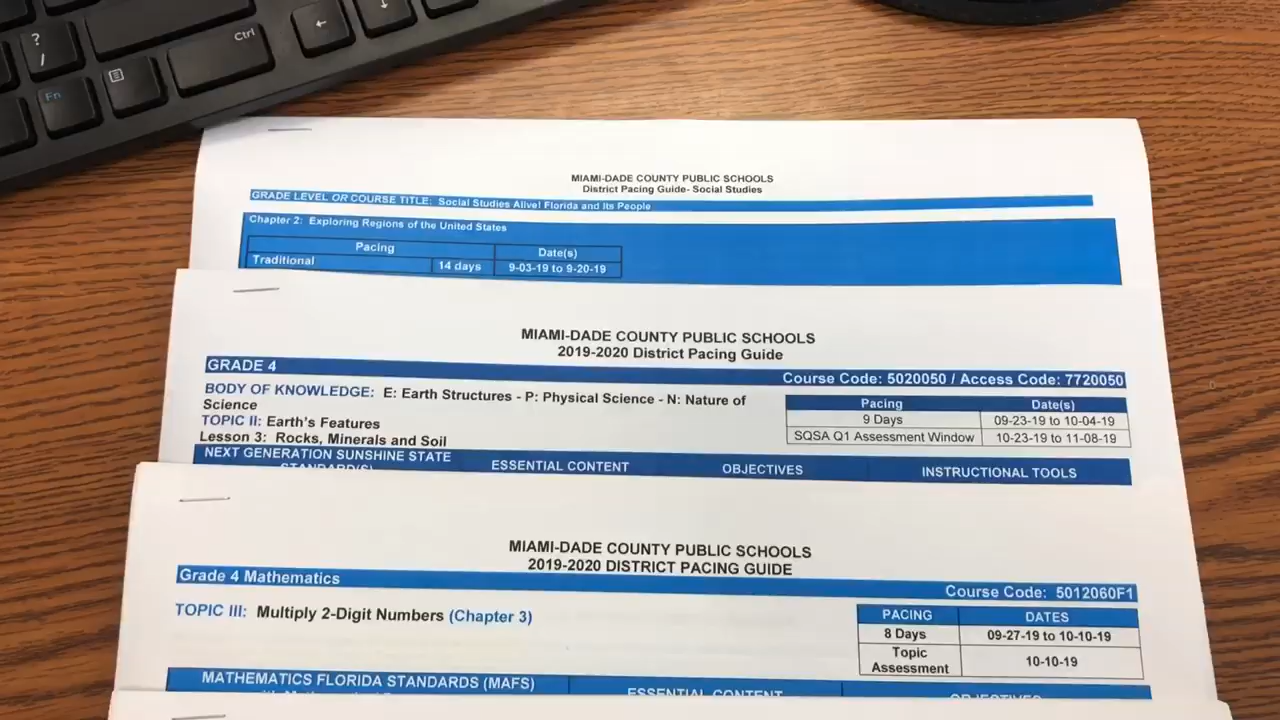 ?
/
Ctrl
Fn
←
↓
MIAMI-DADE COUNTY PUBLIC SCHOOLS
District Pacing Guide- Social Studies
GRADE LEVEL OR COURSE TITLE: Social Studies Alive! Florida and Its People
Chapter 2: Exploring Regions of the United States
Pacing Date(s)
Traditional 14 days 9-03-19 to 9-20-19
MIAMI-DADE COUNTY PUBLIC SCHOOLS
2019-2020 District Pacing Guide
GRADE 4
Course Code: 5020050 / Access Code: 7720050
BODY OF KNOWLEDGE: E: Earth Structures - P: Physical Science - N: Nature of
Science
TOPIC II: Earth's Features
Lesson 3: Rocks, Minerals and Soil
Pacing Date(s)
9 Days 09-23-19 to 10-04-19
SQSA Q1 Assessment Window 10-23-19 to 11-08-19
NEXT GENERATION SUNSHINE STATE
STANDARD(S) ESSENTIAL CONTENT OBJECTIVES INSTRUCTIONAL TOOLS
MIAMI-DADE COUNTY PUBLIC SCHOOLS
2019-2020 DISTRICT PACING GUIDE
Grade 4 Mathematics
Course Code: 5012060F1
TOPIC III: Multiply 2-Digit Numbers (Chapter 3)
PACING DATES
8 Days 09-27-19 to 10-10-19
Topic
Assessment 10-10-19
MATHEMATICS FLORIDA STANDARDS (MAFS)
ESSENTIAL CONTENT OBJECTIVES